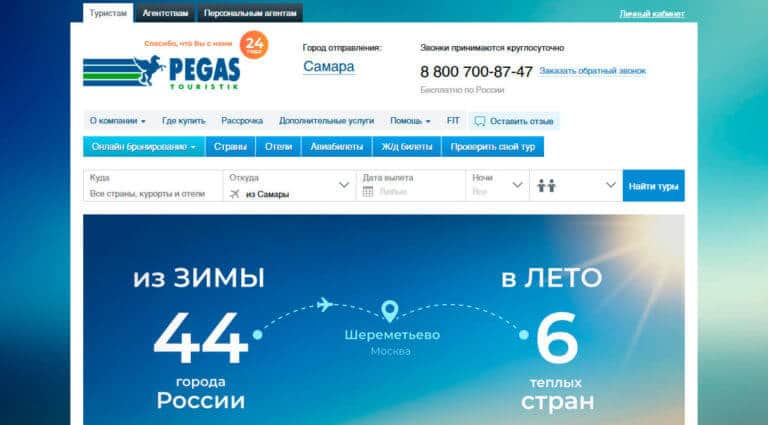 Туристам Агентствам Персональным агентам Личный кабинет
Спасибо, что Вы с нами 24 года
PEGAS
TOURISTIK
Город отправления:
Самара
Звонки принимаются круглосуточно
8 800 700-87-47 Заказать обратный звонок
Бесплатно по России
О компании Где купить Рассрочка Дополнительные услуги Помощь FIT Оставить отзыв
Онлайн бронирование Страны Отели Авиабилеты Ж/д билеты Проверить свой тур
Куда Откуда Дата вылета Ночи
Все страны, курорты и отели из Самары Любые Все Найти туры
из ЗИМЫ в ЛЕТО
44 Шереметьево 6
Москва
города теплых
России стран